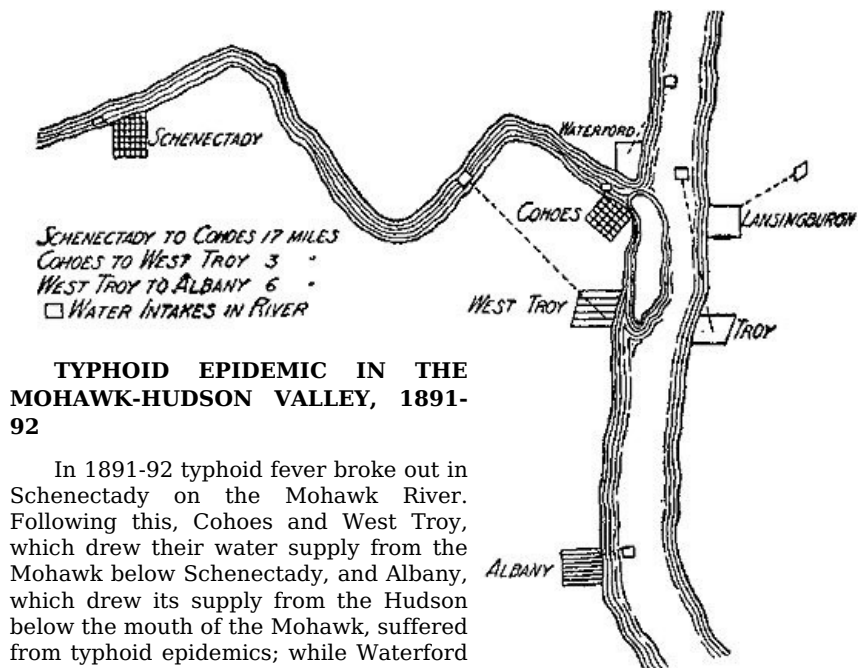 WATERFORD.
SCHENECTADY
COHOES
LANSINGBURGH
SCHENECTADY TO COHOES 17 MILES
COHOES TO WEST TROY 3 "
WEST TROY TO ALBANY 6 "
WATER INTAKES IN RIVER
WEST TROY
TROY
TYPHOID EPIDEMIC IN THE
MOHAWK-HUDSON VALLEY, 1891-
92
In 1891-92 typhoid fever broke out in
Schenectady on the Mohawk River.
Following this, Cohoes and West Troy,
which drew their water supply from the
Mohawk below Schenectady, and Albany,
which drew its supply from the Hudson
below the mouth of the Mohawk, suffered
from typhoid epidemics; while Waterford
ALBANY